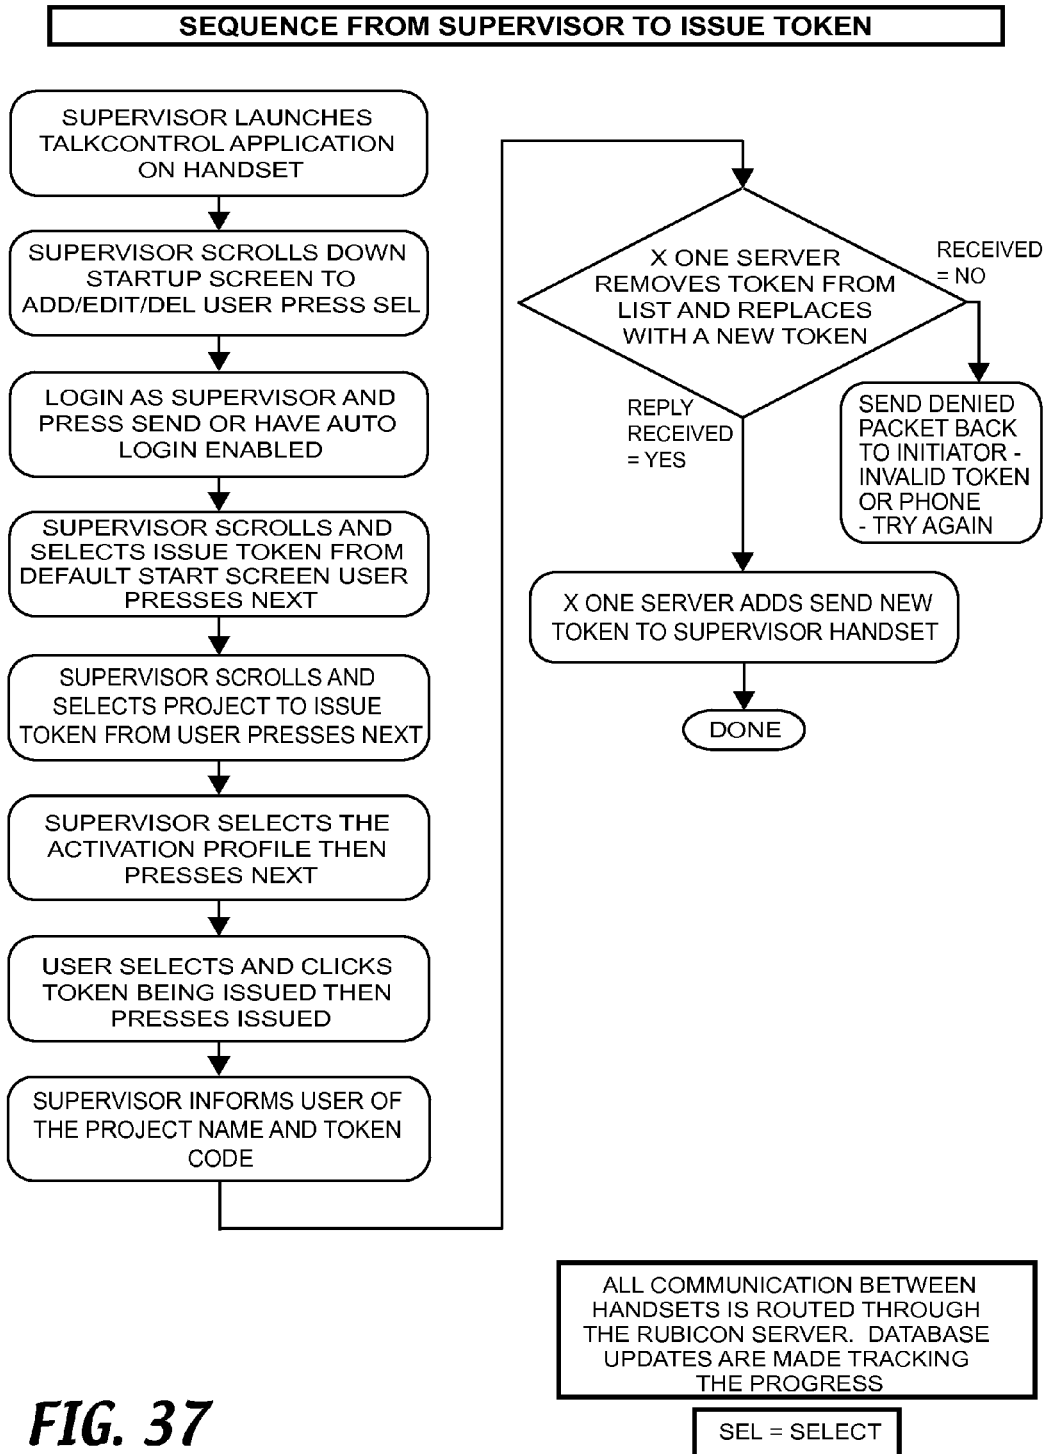 SEQUENCE FROM SUPERVISOR TO ISSUE TOKEN
SUPERVISOR LAUNCHES
TALKCONTROL APPLICATION
ON HANDSET
SUPERVISOR SCROLLS DOWN
STARTUP SCREEN TO
ADD/EDIT/DEL USER PRESS SEL
LOGIN AS SUPERVISOR AND
PRESS SEND OR HAVE AUTO
LOGIN ENABLED
SUPERVISOR SCROLLS AND
SELECTS ISSUE TOKEN FROM
DEFAULT START SCREEN USER
PRESSES NEXT
SUPERVISOR SCROLLS AND
SELECTS PROJECT TO ISSUE
TOKEN FROM USER PRESSES NEXT
SUPERVISOR SELECTS THE
ACTIVATION PROFILE THEN
PRESSES NEXT
USER SELECTS AND CLICKS
TOKEN BEING ISSUED THEN
PRESSES ISSUED
SUPERVISOR INFORMS USER OF
THE PROJECT NAME AND TOKEN
CODE
X ONE SERVER
REMOVES TOKEN FROM
LIST AND REPLACES
WITH A NEW TOKEN
RECEIVED
= NO
SEND DENIED
PACKET BACK
TO INITIATOR -
INVALID TOKEN
OR PHONE
- TRY AGAIN
REPLY
RECEIVED
= YES
X ONE SERVER ADDS SEND NEW
TOKEN TO SUPERVISOR HANDSET
DONE
ALL COMMUNICATION BETWEEN
HANDSETS IS ROUTED THROUGH
THE RUBICON SERVER. DATABASE
UPDATES ARE MADE TRACKING
THE PROGRESS
SEL = SELECT
FIG. 37